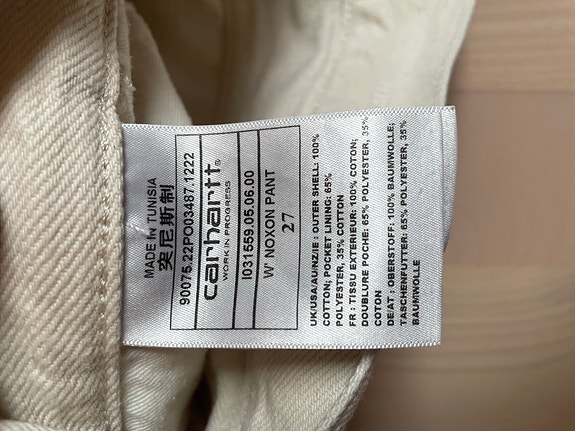 MADE IN TUNISIA
突尼斯制
90075.22PO03487.1222
carhartt
WORK IN PROGRESS
I031559.05.06.00
W' NOXON PANT
27
UK/USA/AU/NZ/IE : OUTER SHELL: 100%
COTTON; POCKET LINING: 65%
POLYESTER, 35% COTTON
FR : TISSU EXTERIEUR: 100% COTON;
DOUBLURE POCHE: 65% POLYESTER, 35%
COTON
DE/AT : OBERSTOFF: 100% BAUMWOLLE;
TASCHENFUTTER: 65% POLYESTER, 35%
BAUMWOLLE